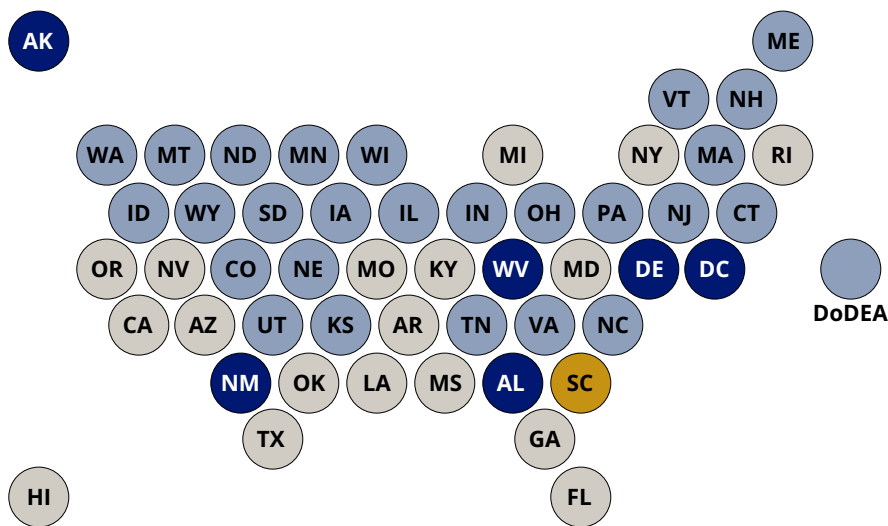 AK ME
VT NH
WA MT ND MN WI MI NY MA RI
ID WY SD IA IL IN OH PA NJ CT
OR NV CO NE MO KY WV MD DE DC
DoDEA
CA AZ UT KS AR TN VA NC
NM OK LA MS AL SC
TX GA
HI FL